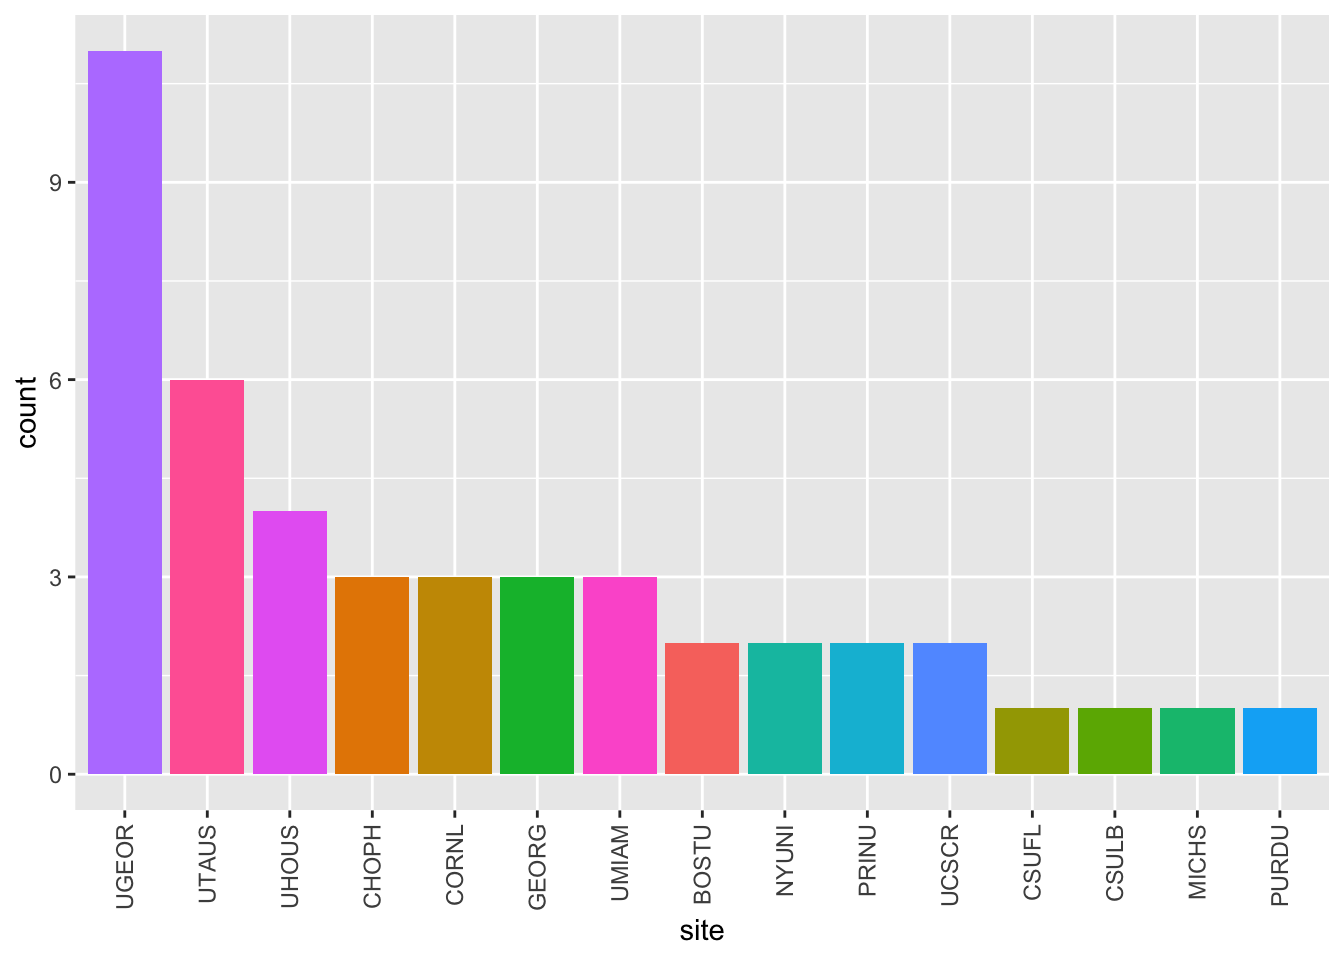 count
9
6
3
0
UGEOR
UTAUS
UHOUS
CHOPH
CORNL
GEORG
UMIAM
BOSTU
NYUNI
PRINU
UCSCR
CSUFL
CSULB
MICHS
PURDU
site